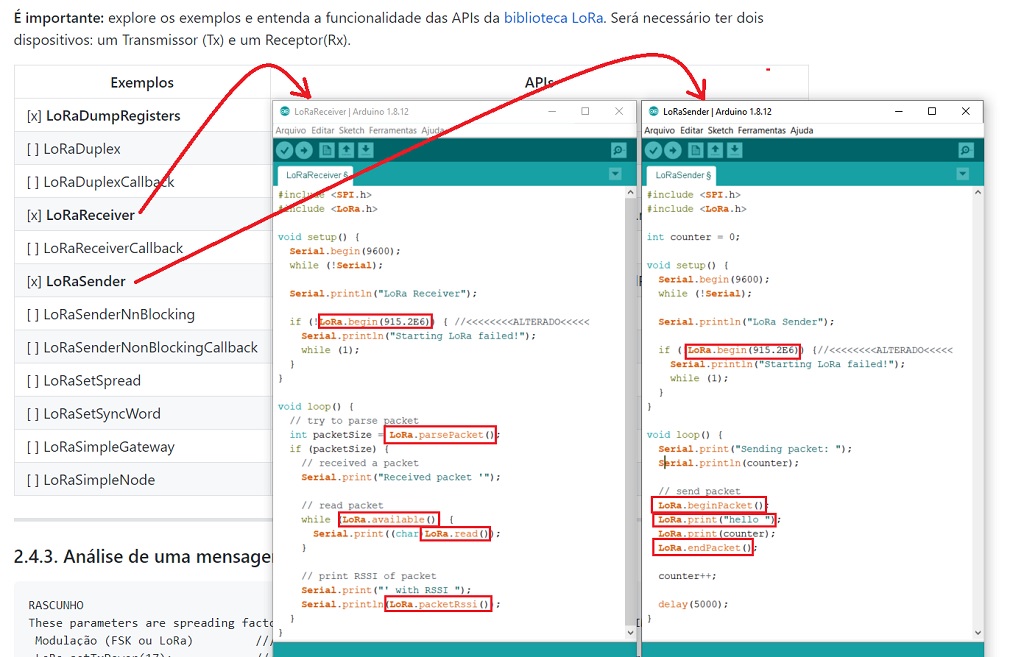 É importante: explore os exemplos e entenda a funcionalidade das APIs da biblioteca LoRa. Será necessário ter dois
dispositivos: um Transmissor (Tx) e um Receptor(Rx).
Exemplos
APIs
[x] LoRaDumpRegisters
[ ] LoRaDuplex
[ ] LoRaDuplexCallback
[x] LoRaReceiver
[ ] LoRaReceiverCallback
[x] LoRaSender
[ ] LoRaSenderNnBlocking
[ ] LoRaSenderNonBlockingCallback
[ ] LoRaSetSpread
[ ] LoRaSetSyncWord
[ ] LoRaSimpleGateway
[ ] LoRaSimpleNode
2.4.3. Análise de uma mensage
RASCUNHO
These parameters are spreading facto
Modulação (FSK ou LoRa) //
LoRa.setTxPower(17); //
LoRaReceiver | Arduino 1.8.12
Arquivo Editar Sketch Ferramentas Ajuda
LoRaReceiver §
#include <SPI.h>
#include <LoRa.h>
void setup() {
Serial.begin(9600);
while (!Serial);
Serial.println("LoRa Receiver");
if (!LoRa.begin(915.2E6)) { //<<<<<<<<ALTERADO<<<<<
Serial.println("Starting LoRa failed!");
while (1);
}
}
void loop() {
// try to parse packet
int packetSize = LoRa.parsePacket();
if (packetSize) {
// received a packet
Serial.print("Received packet '");
// read packet
while (LoRa.available()) {
Serial.print((char)LoRa.read());
}
// print RSSI of packet
Serial.print("' with RSSI ");
Serial.println(LoRa.packetRssi());
}
}
LoRaSender | Arduino 1.8.12
Arquivo Editar Sketch Ferramentas Ajuda
LoRaSender §
#include <SPI.h>
#include <LoRa.h>
int counter = 0;
void setup() {
Serial.begin(9600);
while (!Serial);
Serial.println("LoRa Sender");
if (!LoRa.begin(915.2E6)) {//<<<<<<<<ALTERADO<<<<<
Serial.println("Starting LoRa failed!");
while (1);
}
}
void loop() {
Serial.print("Sending packet: ");
Serial.println(counter);
// send packet
LoRa.beginPacket();
LoRa.print("hello ");
LoRa.print(counter);
LoRa.endPacket();
counter++;
delay(5000);
}